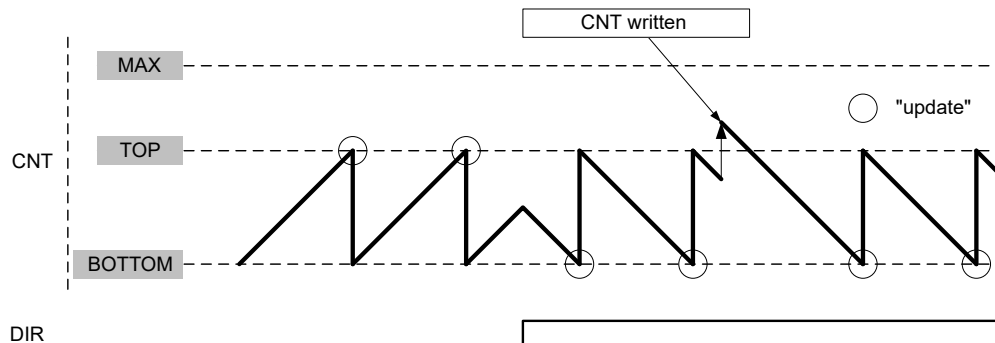 CNT written
MAX
"update"
TOP
CNT
BOTTOM
DIR